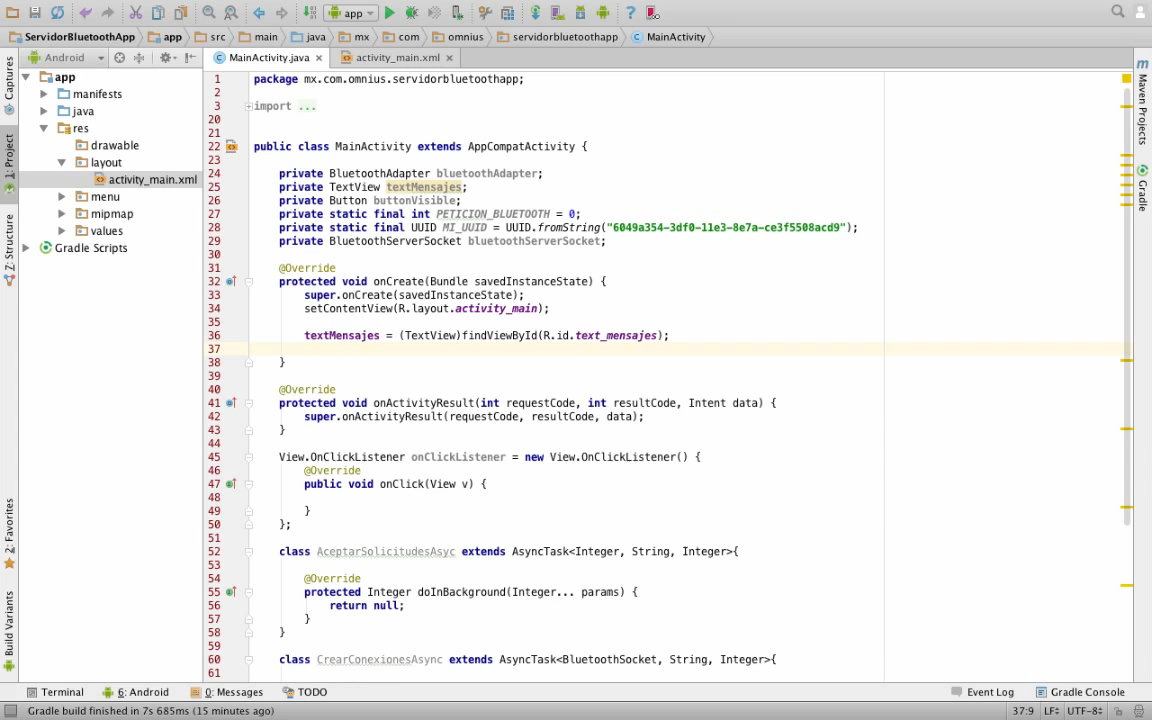 app
ServidorBluetoothApp app src main java mx com omnius servidorbluetoothapp MainActivity
Android
MainActivity.java
activity_main.xml
Captures
1: Project
7: Structure
2: Favorites
Build Variants
app
manifests
java
res
drawable
layout
activity_main.xml
menu
mipmap
values
Gradle Scripts
1 package mx.com.omnius.servidorbluetoothapp;
2
3 import ...
20
21
22 public class MainActivity extends AppCompatActivity {
23
24 private BluetoothAdapter bluetoothAdapter;
25 private TextView textMensajes;
26 private Button buttonVisible;
27 private static final int PETICION_BLUETOOTH = 0;
28 private static final UUID MI_UUID = UUID.fromString("6049a354-3df0-11e3-8e7a-ce3f5508acd9");
29 private BluetoothServerSocket bluetoothServerSocket;
30
31 @Override
32 protected void onCreate(Bundle savedInstanceState) {
33 super.onCreate(savedInstanceState);
34 setContentView(R.layout.activity_main);
35
36 textMensajes = (TextView)findViewById(R.id.text_mensajes);
37
38 }
39
40 @Override
41 protected void onActivityResult(int requestCode, int resultCode, Intent data) {
42 super.onActivityResult(requestCode, resultCode, data);
43 }
44
45 View.OnClickListener onClickListener = new View.OnClickListener() {
46 @Override
47 public void onClick(View v) {
48
49 }
50 };
51
52 class AceptarSolicitudesAsyc extends AsyncTask<Integer, String, Integer>{
53
54 @Override
55 protected Integer doInBackground(Integer... params) {
56 return null;
57 }
58 }
59
60 class CrearConexionesAsync extends AsyncTask<BluetoothSocket, String, Integer>{
61
Maven Projects
Gradle
Terminal 6: Android 0: Messages TODO Event Log Gradle Console
Gradle build finished in 7s 685ms (15 minutes ago) 37:9 LF UTF-8